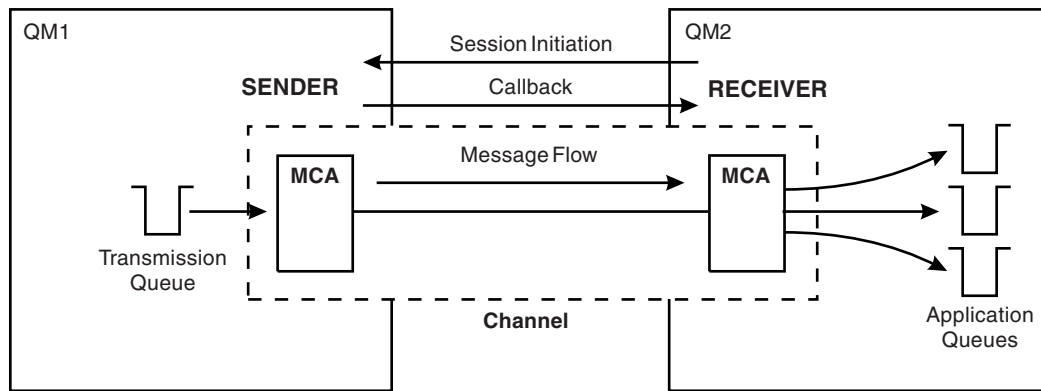 QM1
QM2
Session Initiation
SENDER
Callback
RECEIVER
Message Flow
MCA
MCA
Transmission
Queue
Channel
Application
Queues